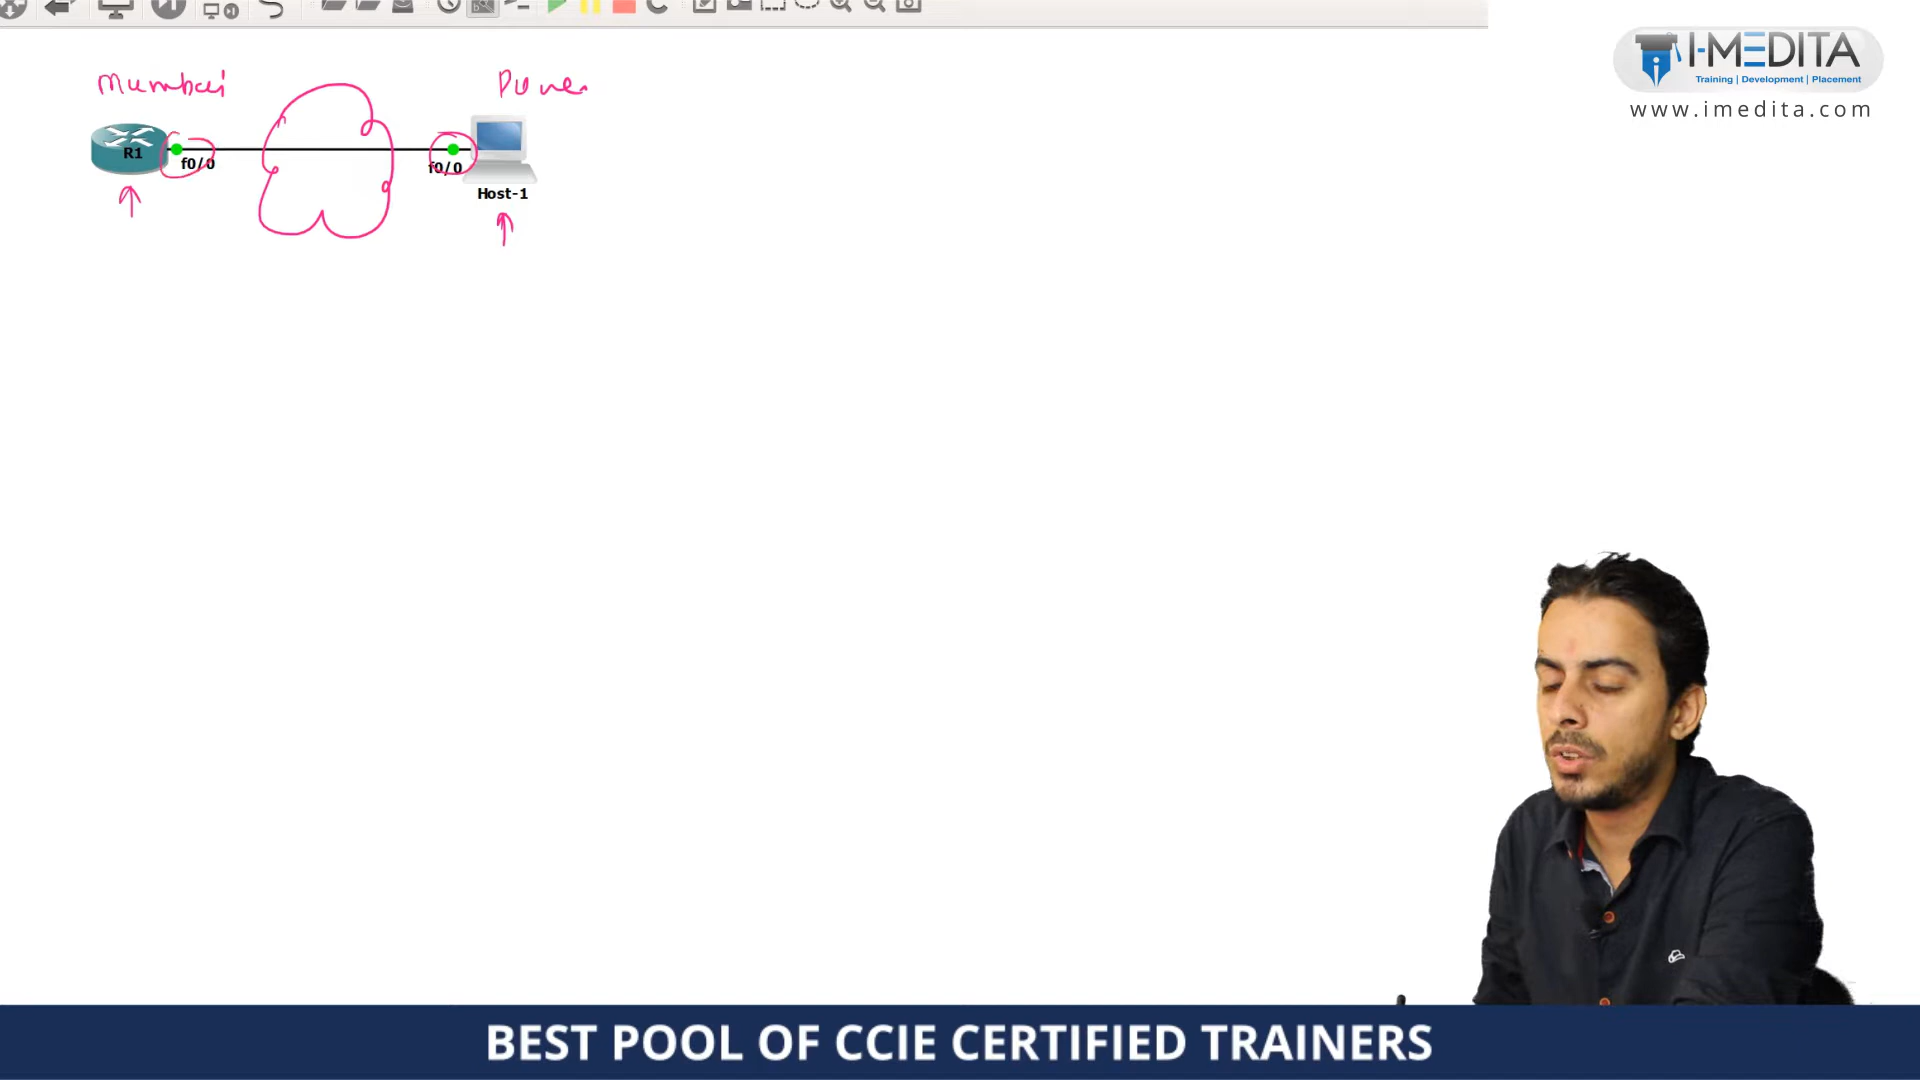 I-MEDITA
Training | Development | Placement
www.imedita.com
Mumbai
R1
f0/0
f0/0
Host-1
BEST POOL OF CCIE CERTIFIED TRAINERS